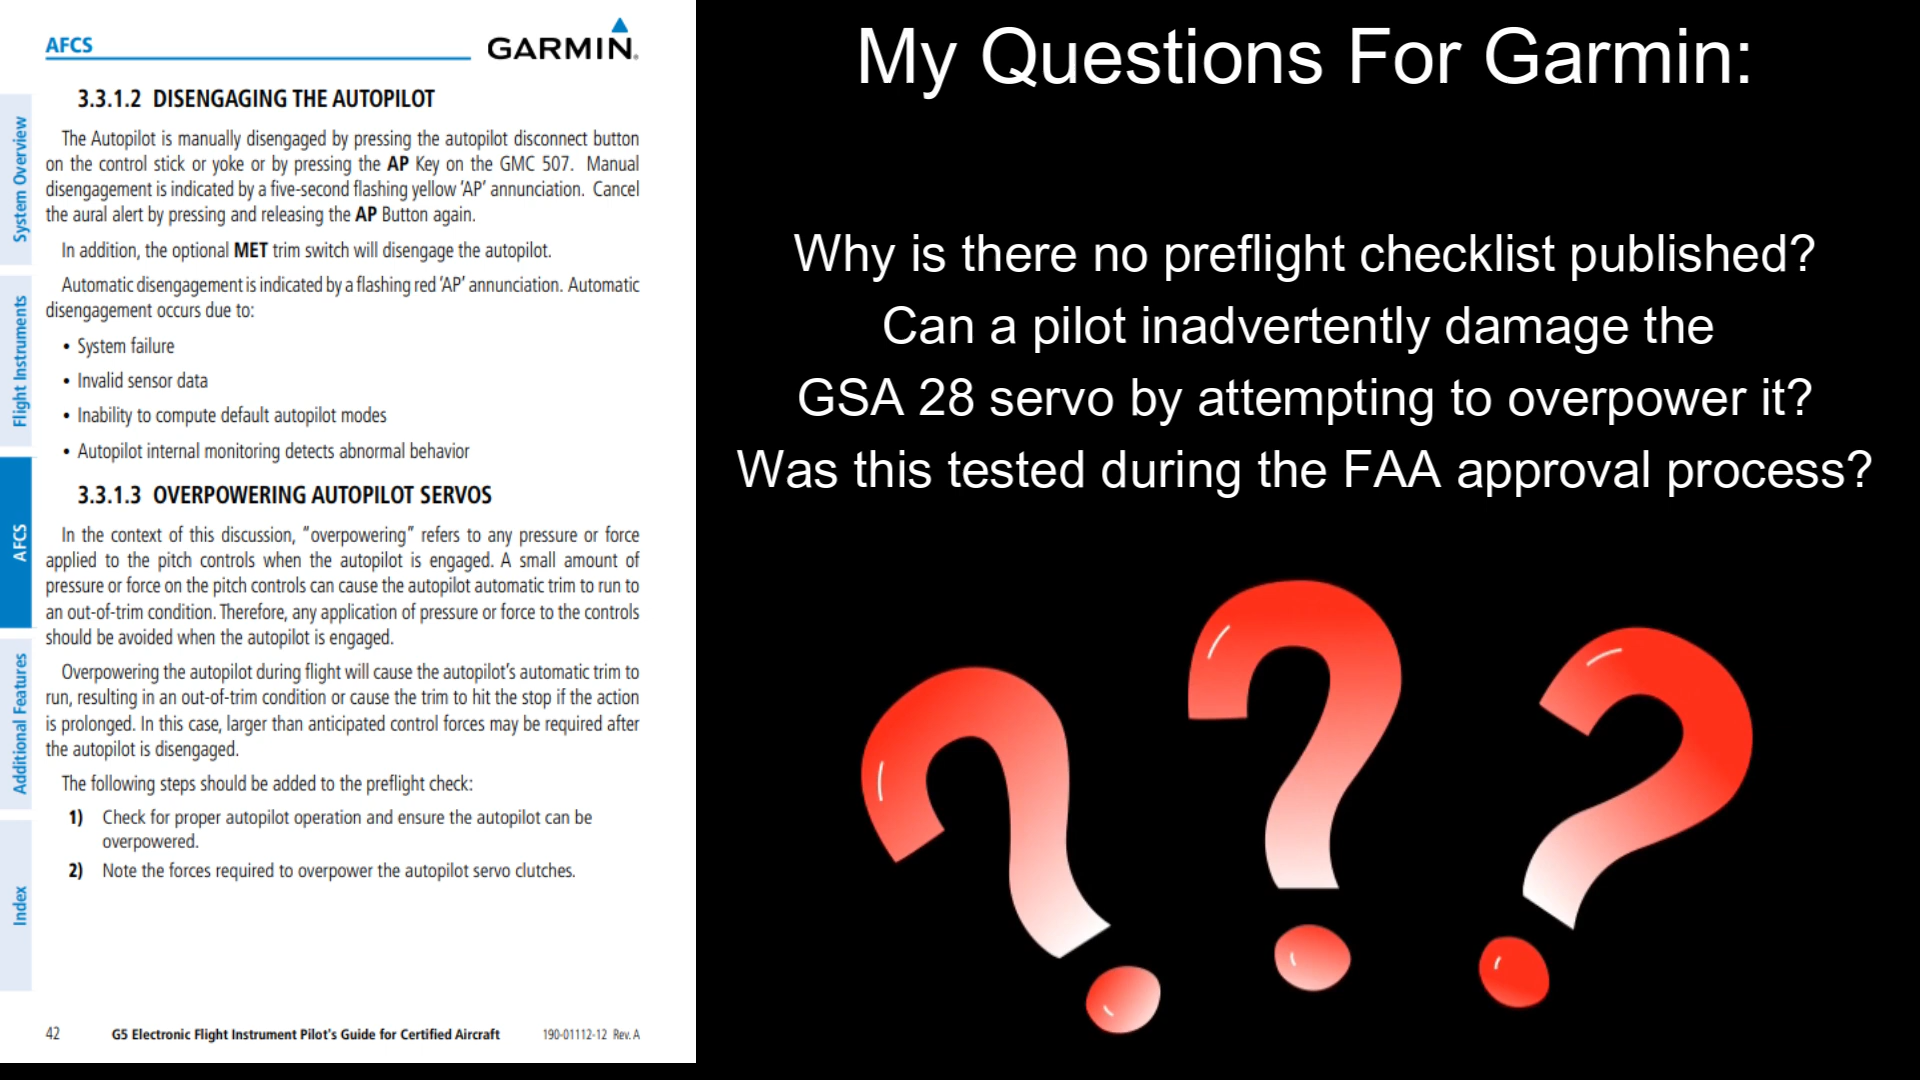 AFCS
GARMIN.
3.3.1.2 DISENGAGING THE AUTOPILOT
The Autopilot is manually disengaged by pressing the autopilot disconnect button
on the control stick or yoke or by pressing the AP Key on the GMC 507. Manual
disengagement is indicated by a five-second flashing yellow 'AP' annunciation. Cancel
the aural alert by pressing and releasing the AP Button again.
In addition, the optional MET trim switch will disengage the autopilot.
Automatic disengagement is indicated by a flashing red 'AP' annunciation. Automatic
disengagement occurs due to:
• System failure
• Invalid sensor data
• Inability to compute default autopilot modes
• Autopilot internal monitoring detects abnormal behavior
3.3.1.3 OVERPOWERING AUTOPILOT SERVOS
In the context of this discussion, "overpowering" refers to any pressure or force
applied to the pitch controls when the autopilot is engaged. A small amount of
pressure or force on the pitch controls can cause the autopilot automatic trim to run to
an out-of-trim condition. Therefore, any application of pressure or force to the controls
should be avoided when the autopilot is engaged.
Overpowering the autopilot during flight will cause the autopilot's automatic trim to
run, resulting in an out-of-trim condition or cause the trim to hit the stop if the action
is prolonged. In this case, larger than anticipated control forces may be required after
the autopilot is disengaged.
The following steps should be added to the preflight check:
1) Check for proper autopilot operation and ensure the autopilot can be
overpowered.
2) Note the forces required to overpower the autopilot servo clutches.
42 G5 Electronic Flight Instrument Pilot's Guide for Certified Aircraft 190-01112-12 Rev. A
System Overview
Flight Instruments
AFCS
Additional Features
Index
My Questions For Garmin:
Why is there no preflight checklist published?
Can a pilot inadvertently damage the
GSA 28 servo by attempting to overpower it?
Was this tested during the FAA approval process?
???